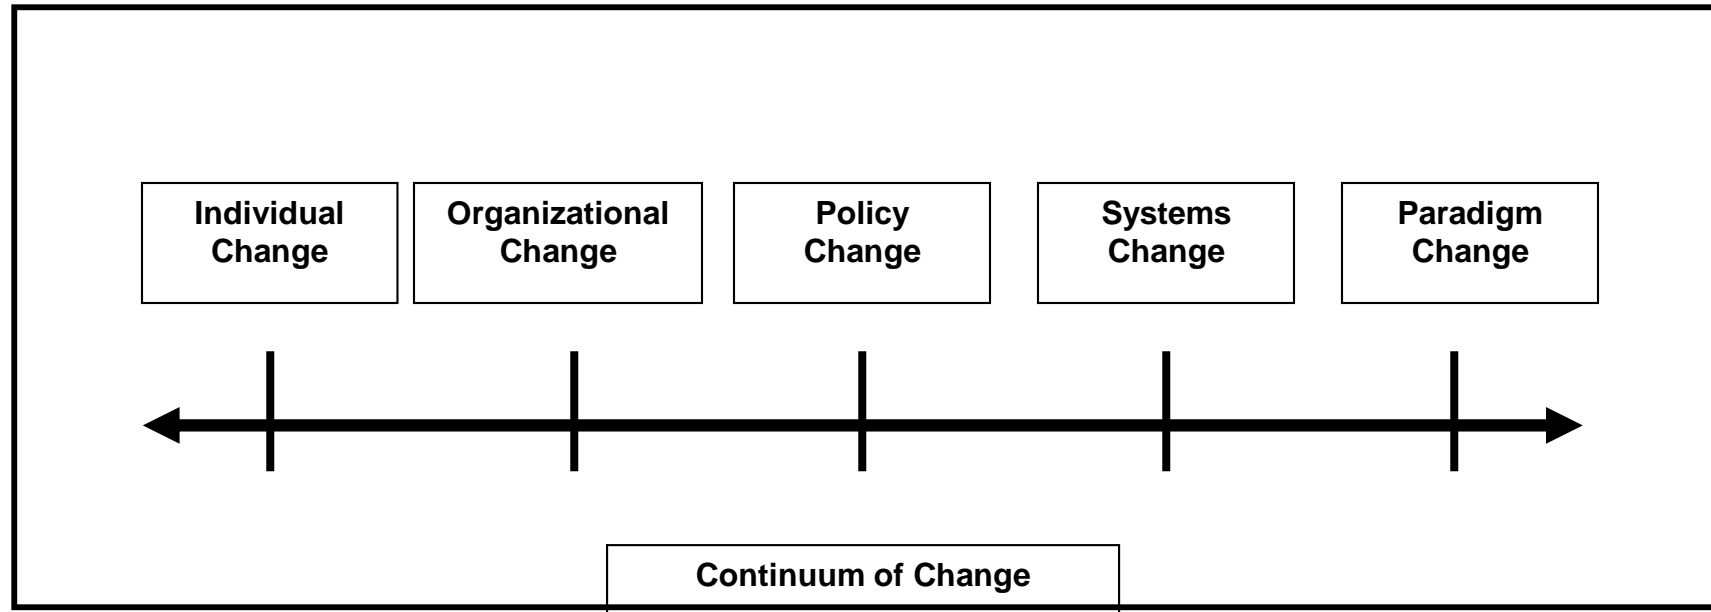 Individual
Change
Organizational
Change
Policy
Change
Systems
Change
Paradigm
Change
Continuum of Change